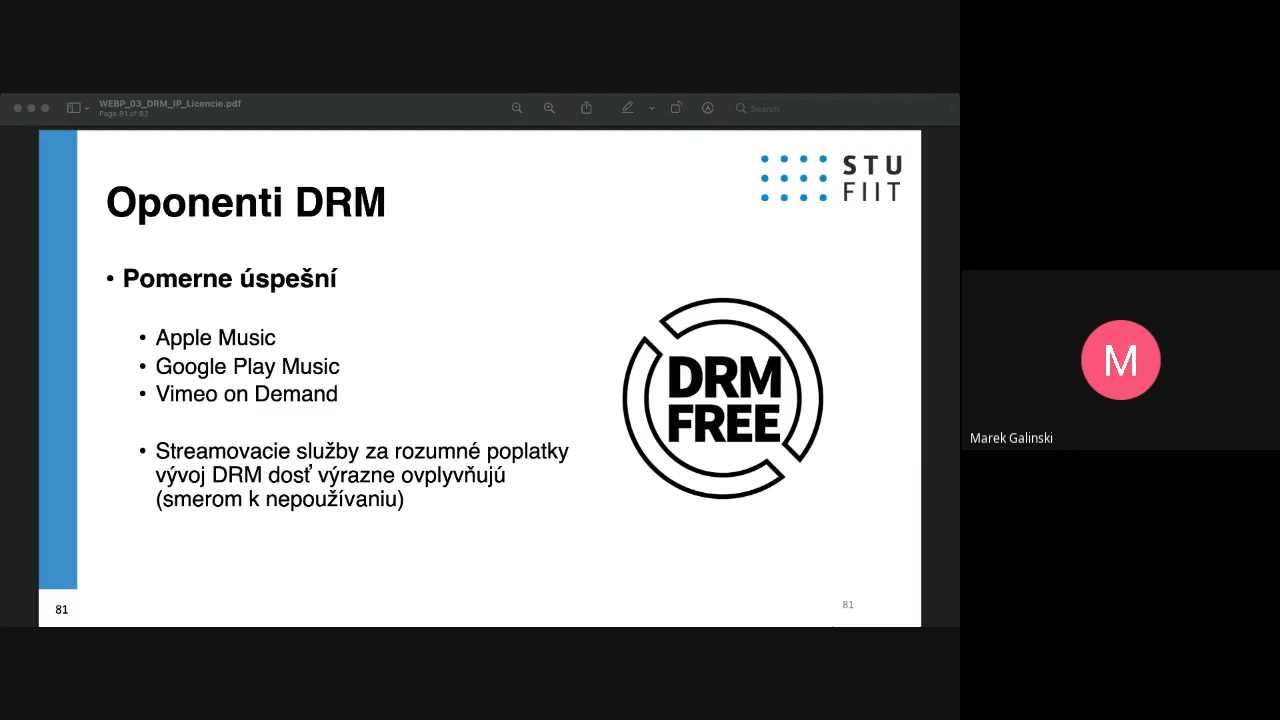 WEBP_03_DRM_IP_Licencie.pdf
Page 81 of 82
Search
STU
FIIT
Oponenti DRM
• Pomerne úspešní
• Apple Music
• Google Play Music
• Vimeo on Demand
• Streamovacie služby za rozumné poplatky
vývoj DRM dosť výrazne ovplyvňujú
(smerom k nepoužívaniu)
DRM
FREE
81
81
M
Marek Galinski